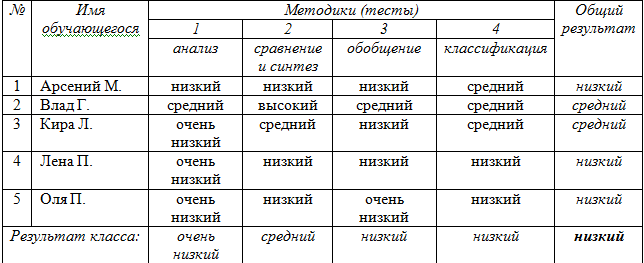 № Имя обучающегося Методики (тесты) Общий результат
1 2 3 4
анализ сравнение и синтез обобщение классификация
1 Арсений М. низкий низкий низкий средний низкий
2 Влад Г. средний высокий средний средний средний
3 Кира Л. очень низкий средний низкий средний средний
4 Лена П. очень низкий низкий низкий низкий низкий
5 Оля П. очень низкий низкий очень низкий низкий низкий
Результат класса: очень низкий средний низкий низкий низкий